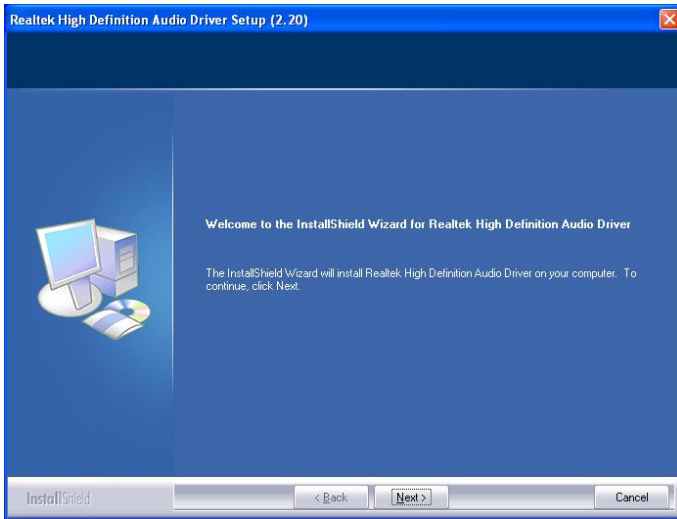 Realtek High Definition Audio Driver Setup (2.20)
Welcome to the InstallShield Wizard for Realtek High Definition Audio Driver
The InstallShield Wizard will install Realtek High Definition Audio Driver on your computer. To
continue, click Next.
InstallShield
< Back
Next >
Cancel